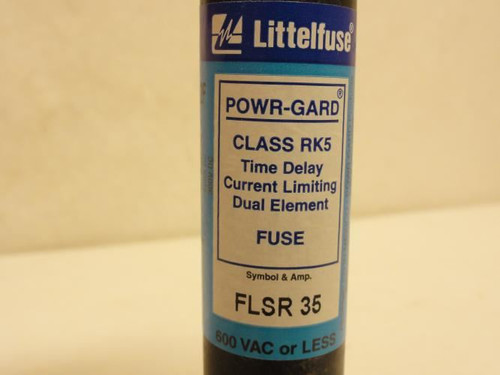 Littelfuse®
POWR-GARD®
CLASS RK5
Time Delay
Current Limiting
Dual Element
FUSE
Symbol & Amp.
FLSR 35
600 VAC or LESS